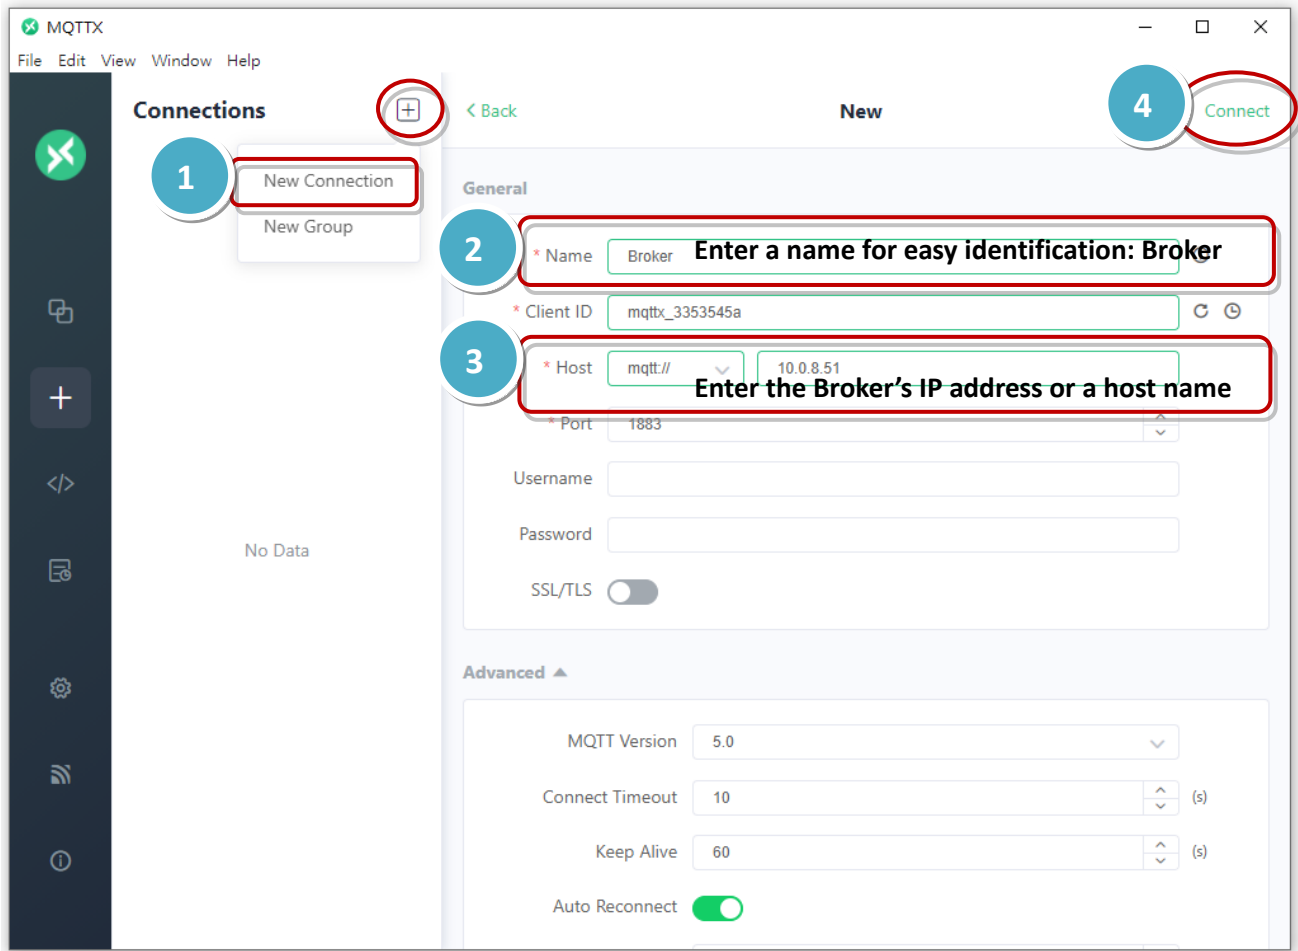 MQTTX
File Edit View Window Help
Connections
< Back
New
4
Connect
1
New Connection
New Group
General
2
* Name
Broker
Enter a name for easy identification: Broker
* Client ID
mqttx_3353545a
3
* Host
mqtt://
10.0.8.51
Enter the Broker’s IP address or a host name
* Port
1883
Username
Password
No Data
SSL/TLS
Advanced
MQTT Version
5.0
Connect Timeout
10
(s)
Keep Alive
60
(s)
Auto Reconnect